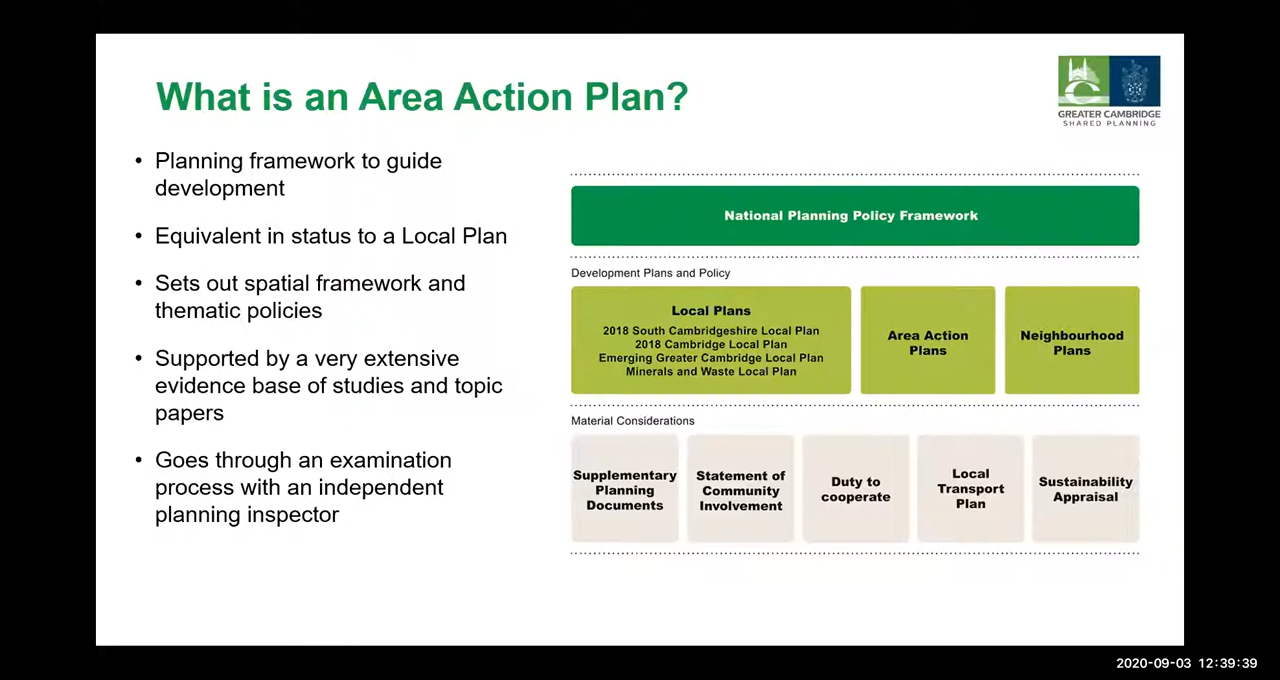 What is an Area Action Plan?
GREATER CAMBRIDGE
SHARED PLANNING
• Planning framework to guide
development
• Equivalent in status to a Local Plan
• Sets out spatial framework and
thematic policies
• Supported by a very extensive
evidence base of studies and topic
papers
• Goes through an examination
process with an independent
planning inspector
National Planning Policy Framework
Development Plans and Policy
Local Plans
2018 South Cambridgeshire Local Plan
2018 Cambridge Local Plan
Emerging Greater Cambridge Local Plan
Minerals and Waste Local Plan
Area Action
Plans
Neighbourhood
Plans
Material Considerations
Supplementary
Planning
Documents
Statement of
Community
Involvement
Duty to
cooperate
Local
Transport
Plan
Sustainability
Appraisal
2020-09-03 12:39:39